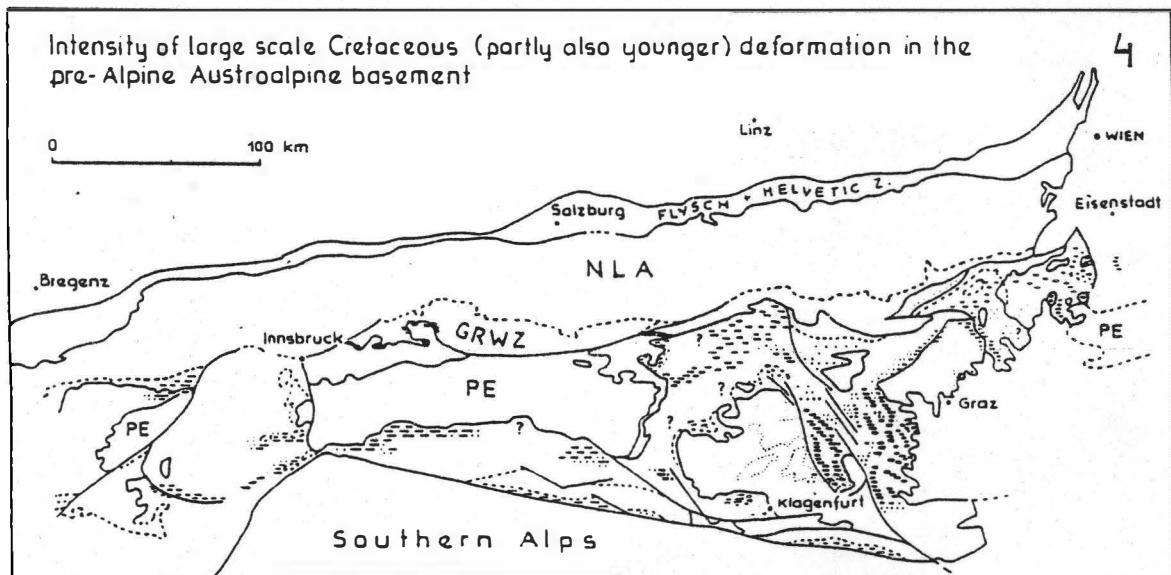 Intensity of large scale Cretaceous (partly also younger) deformation in the
pre-Alpine Austroalpine basement
4
0 100 km
Linz
WIEN
FLYSCH + HELVETIC Z.
Salzburg
Eisenstadt
NLA
Bregenz
GRWZ
Innsbruck
?
?
PE
PE
?
?
Graz
PE
?
?
Klagenfurt
Southern Alps